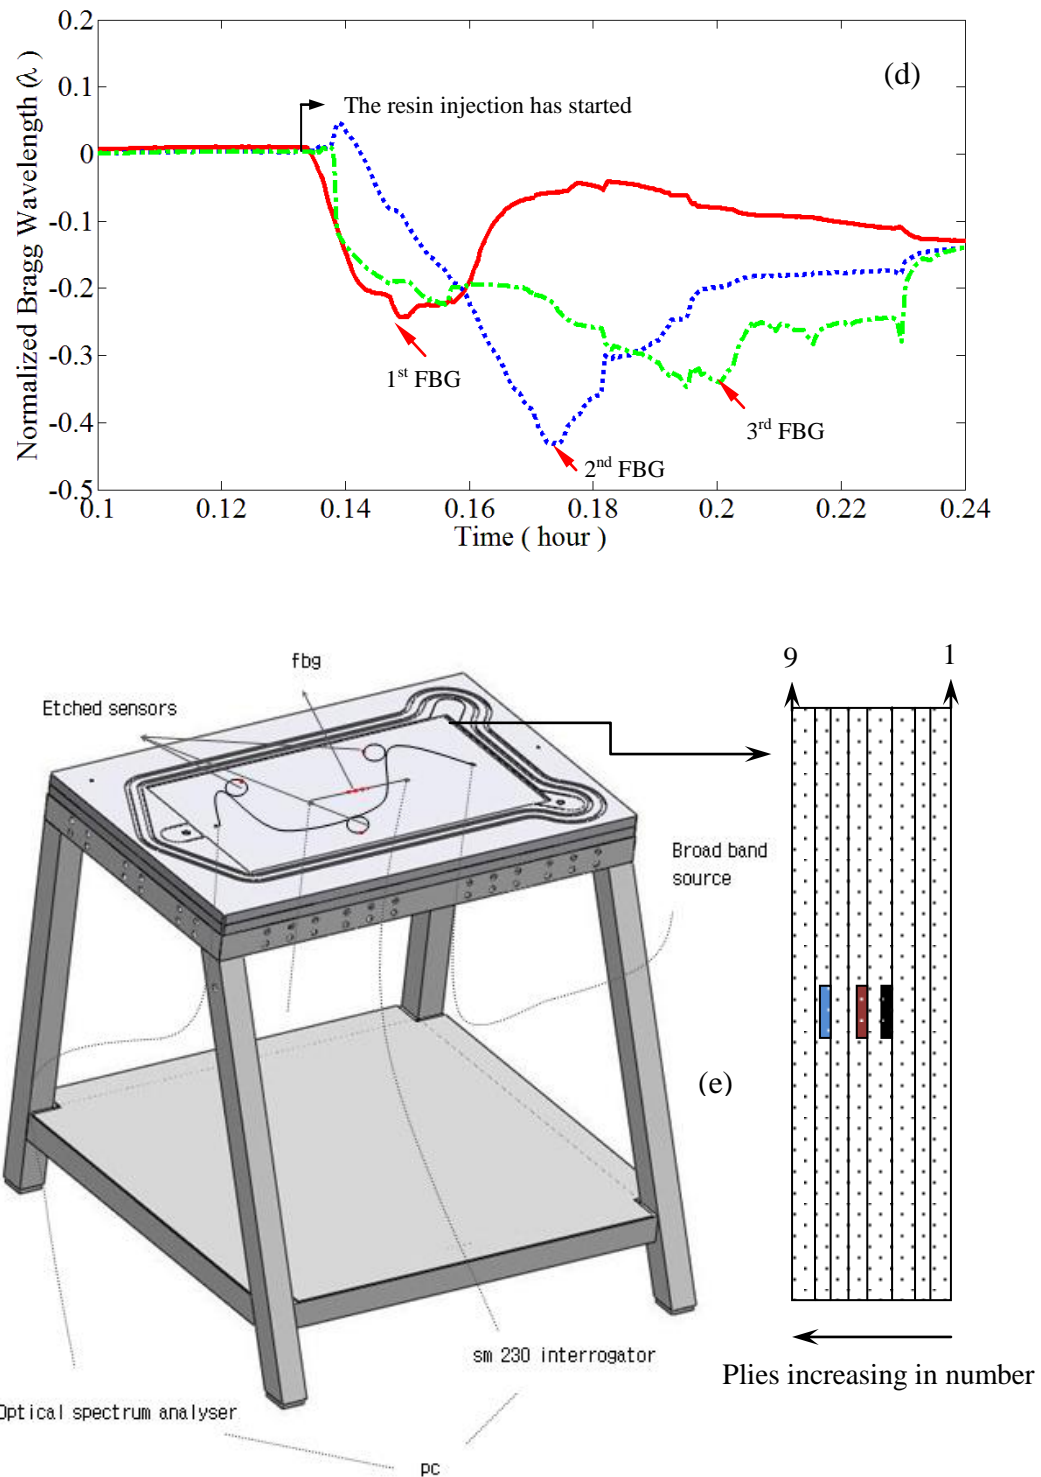 0.2
(d)
0.1
The resin injection has started
0
-0.1
-0.2
-0.3
1st FBG
3rd FBG
-0.4
2nd FBG
-0.5
Normalized Bragg Wavelength (λ)
0.1 0.12 0.14 0.16 0.18 0.2 0.22 0.24
Time ( hour )
fbg
Etched sensors
Broad band
source
9 1
(e)
sm 230 interrogator
Optical spectrum analyser
pc
Plies increasing in number